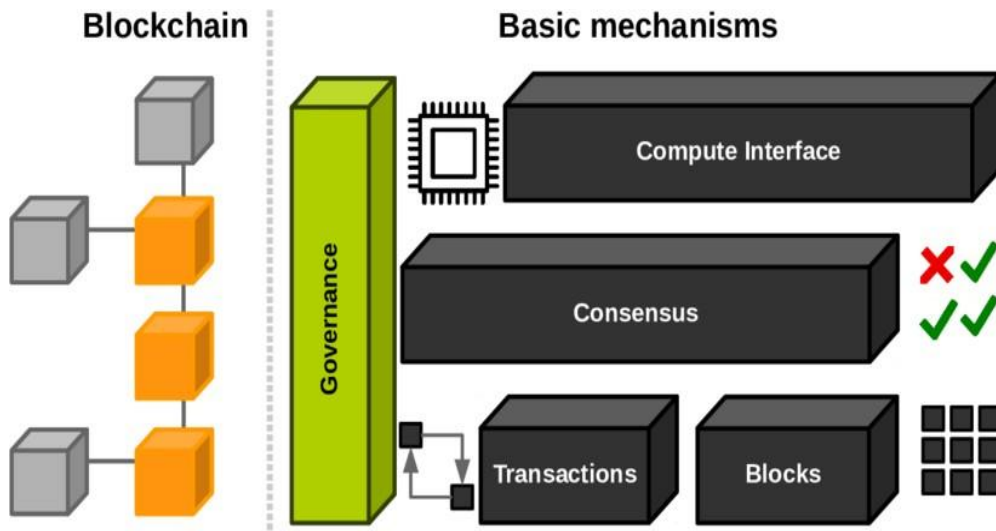 Blockchain
Basic mechanisms
Governance
Compute Interface
Consensus
Transactions
Blocks